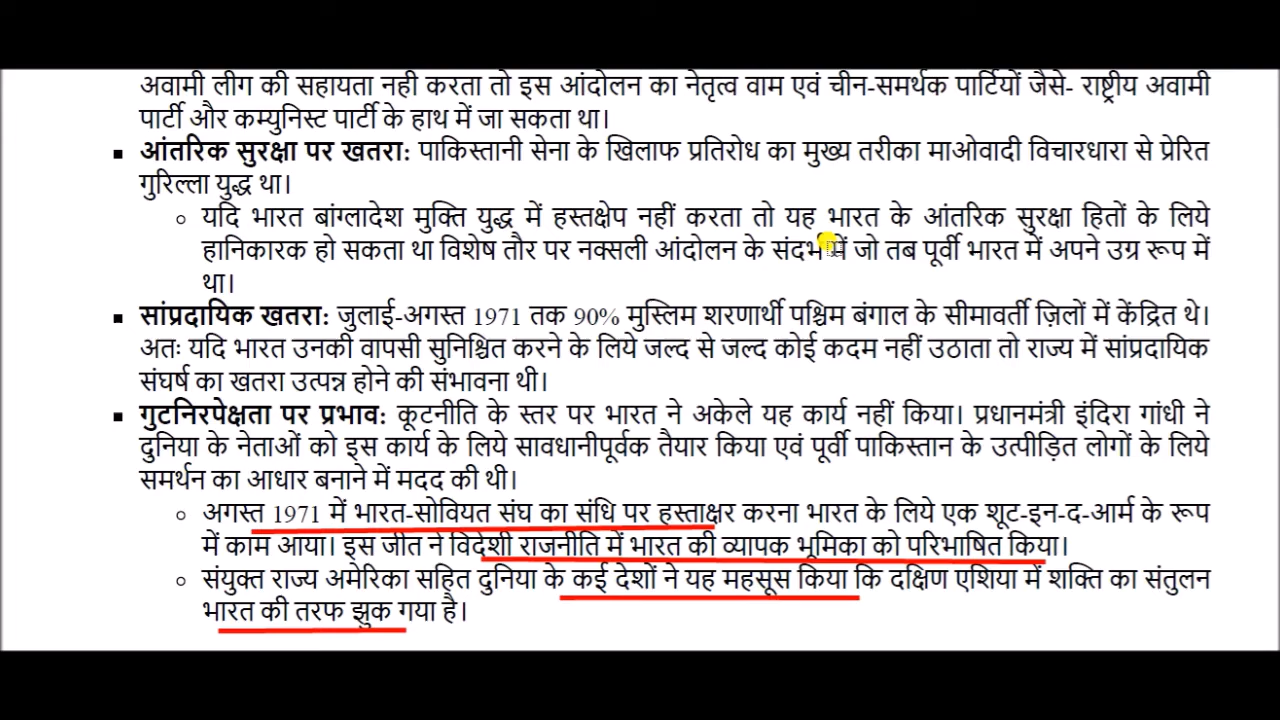 अवामी लीग की सहायता नही करता तो इस आंदोलन का नेतृत्व वाम एवं चीन-समर्थक पार्टियों जैसे- राष्ट्रीय अवामी
पार्टी और कम्युनिस्ट पार्टी के हाथ में जा सकता था।
▪ आंतरिक सुरक्षा पर खतरा: पाकिस्तानी सेना के खिलाफ प्रतिरोध का मुख्य तरीका माओवादी विचारधारा से प्रेरित
गुरिल्ला युद्ध था।
○ यदि भारत बांग्लादेश मुक्ति युद्ध में हस्तक्षेप नहीं करता तो यह भारत के आंतरिक सुरक्षा हितों के लिये
हानिकारक हो सकता था विशेष तौर पर नक्सली आंदोलन के संदर्भ में जो तब पूर्वी भारत में अपने उग्र रूप में
था।
▪ सांप्रदायिक खतरा: जुलाई-अगस्त 1971 तक 90% मुस्लिम शरणार्थी पश्चिम बंगाल के सीमावर्ती ज़िलों में केंद्रित थे।
अतः यदि भारत उनकी वापसी सुनिश्चित करने के लिये जल्द से जल्द कोई कदम नहीं उठाता तो राज्य में सांप्रदायिक
संघर्ष का खतरा उत्पन्न होने की संभावना थी।
▪ गुटनिरपेक्षता पर प्रभाव: कूटनीति के स्तर पर भारत ने अकेले यह कार्य नहीं किया। प्रधानमंत्री इंदिरा गांधी ने
दुनिया के नेताओं को इस कार्य के लिये सावधानीपूर्वक तैयार किया एवं पूर्वी पाकिस्तान के उत्पीड़ित लोगों के लिये
समर्थन का आधार बनाने में मदद की थी।
○ अगस्त 1971 में भारत-सोवियत संघ का संधि पर हस्ताक्षर करना भारत के लिये एक शूट-इन-द-आर्म के रूप
में काम आया। इस जीत ने विदेशी राजनीति में भारत की व्यापक भूमिका को परिभाषित किया।
○ संयुक्त राज्य अमेरिका सहित दुनिया के कई देशों ने यह महसूस किया कि दक्षिण एशिया में शक्ति का संतुलन
भारत की तरफ झुक गया है।